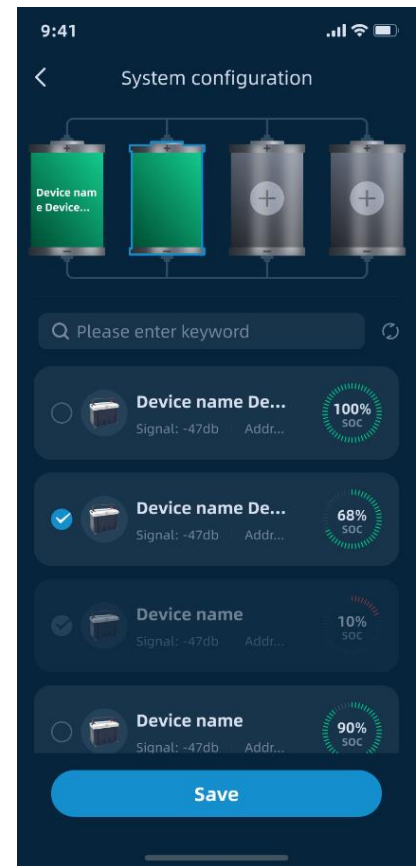 9:41
System configuration
Device nam
e Device...
Please enter keyword
Device name De...
Signal: -47db Addr...
100%
SOC
Device name De...
Signal: -47db Addr...
68%
SOC
Device name
Signal: -47db Addr...
10%
SOC
Device name
Signal: -47db Addr...
90%
SOC
Save